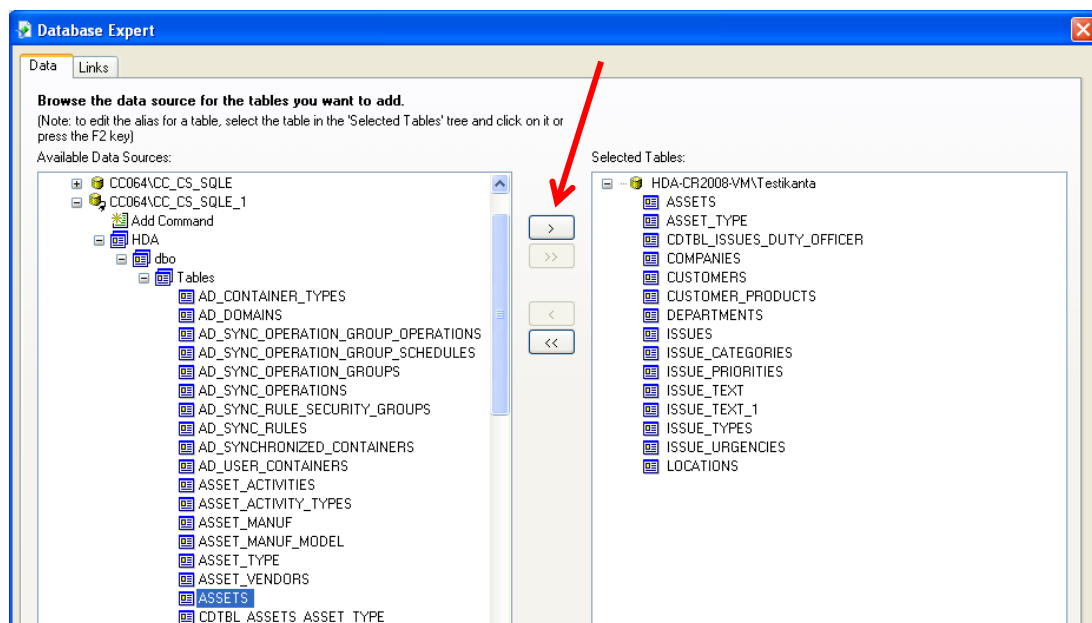 Database Expert
Data
Links
Browse the data source for the tables you want to add.
(Note: to edit the alias for a table, select the table in the 'Selected Tables' tree and click on it or
press the F2 key)
Available Data Sources:
CC064\CC_CS_SQLE
CC064\CC_CS_SQLE_1
Add Command
HDA
dbo
Tables
AD_CONTAINER_TYPES
AD_DOMAINS
AD_SYNC_OPERATION_GROUP_OPERATIONS
AD_SYNC_OPERATION_GROUP_SCHEDULES
AD_SYNC_OPERATION_GROUPS
AD_SYNC_OPERATIONS
AD_SYNC_RULE_SECURITY_GROUPS
AD_SYNC_RULES
AD_SYNCHRONIZED_CONTAINERS
AD_USER_CONTAINERS
ASSET_ACTIVITIES
ASSET_ACTIVITY_TYPES
ASSET_MANUF
ASSET_MANUF_MODEL
ASSET_TYPE
ASSET_VENDORS
ASSETS
CDTBL_ASSETS_ASSET_TYPE
>
>>
<
<<
Selected Tables:
HDA-CR2008-VM\Testikanta
ASSETS
ASSET_TYPE
CDTBL_ISSUES_DUTY_OFFICER
COMPANIES
CUSTOMERS
CUSTOMER_PRODUCTS
DEPARTMENTS
ISSUES
ISSUE_CATEGORIES
ISSUE_PRIORITIES
ISSUE_TEXT
ISSUE_TEXT_1
ISSUE_TYPES
ISSUE_URGENCIES
LOCATIONS